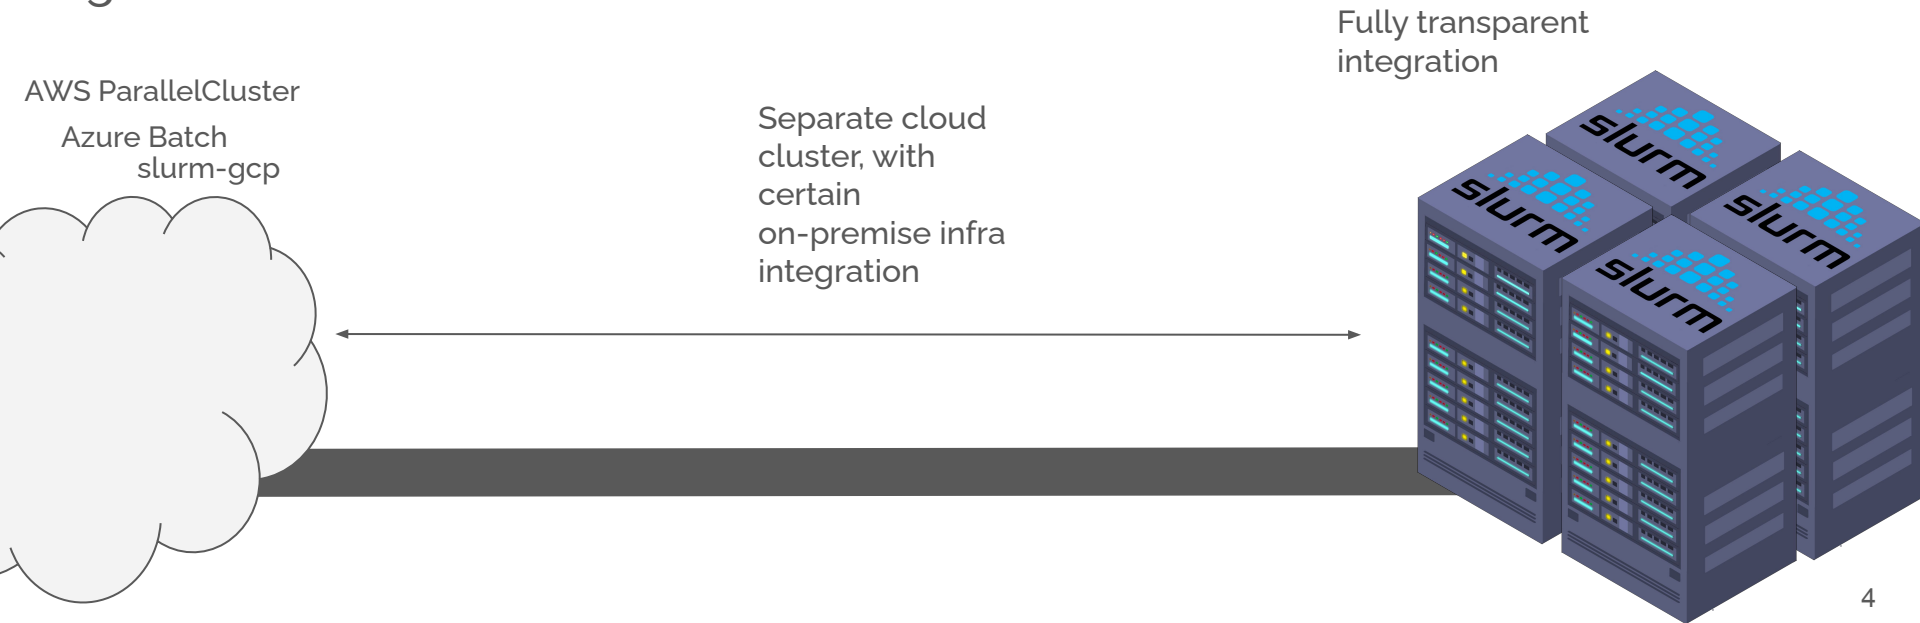 AWS ParallelCluster
Azure Batch
slurm-gcp
Separate cloud
cluster, with
certain
on-premise infra
integration
Fully transparent
integration
slurm
slurm
slurm
slurm
4